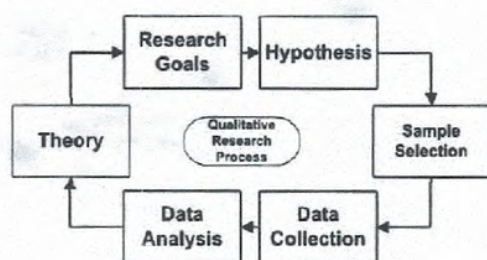 Research
Goals
Hypothesis
Theory
Qualitative
Research
Process
Sample
Selection
Data
Analysis
Data
Collection